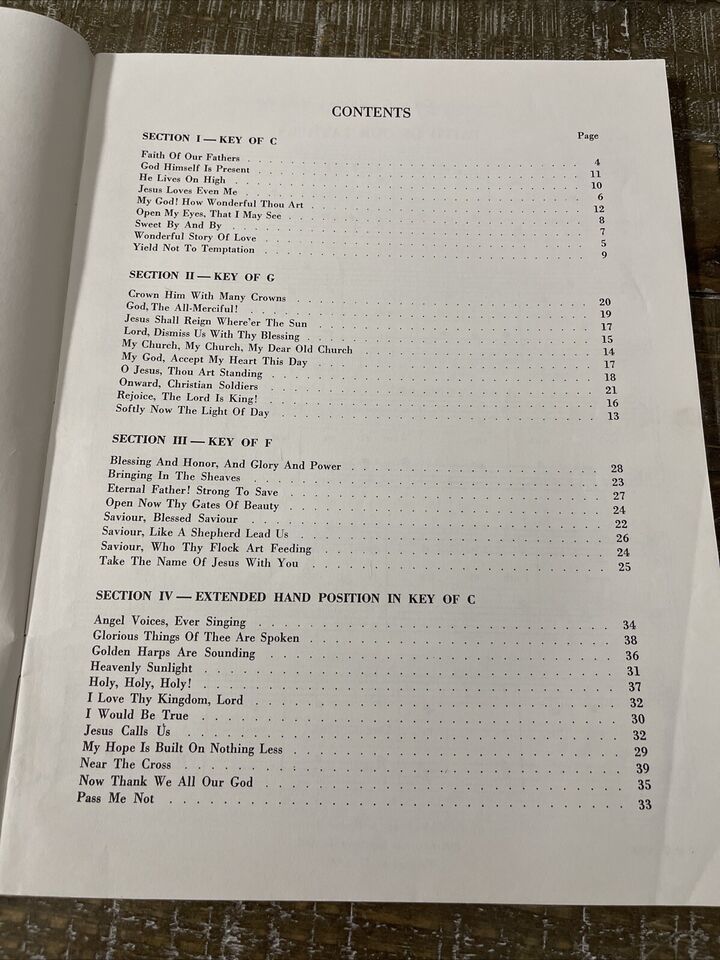 CONTENTS
SECTION I — KEY OF C Page
Faith Of Our Fathers . . . . . . . . . . 4
God Himself Is Present . . . . . . . . . . 11
He Lives On High . . . . . . . . . . 10
Jesus Loves Even Me . . . . . . . . . . 6
My God! How Wonderful Thou Art . . . . . . . . . . 12
Open My Eyes, That I May See . . . . . . . . . . 8
Sweet By And By . . . . . . . . . . 7
Wonderful Story Of Love . . . . . . . . . . 5
Yield Not To Temptation . . . . . . . . . . 9
SECTION II — KEY OF G
Crown Him With Many Crowns . . . . . . . . . . 20
God, The All-Merciful! . . . . . . . . . . 19
Jesus Shall Reign Where'er The Sun . . . . . . . . . . 17
Lord, Dismiss Us With Thy Blessing . . . . . . . . . . 15
My Church, My Church, My Dear Old Church . . . . . . . . . . 14
My God, Accept My Heart This Day . . . . . . . . . . 17
O Jesus, Thou Art Standing . . . . . . . . . . 18
Onward, Christian Soldiers . . . . . . . . . . 21
Rejoice, The Lord Is King! . . . . . . . . . . 16
Softly Now The Light Of Day . . . . . . . . . . 13
SECTION III — KEY OF F
Blessing And Honor, And Glory And Power . . . . . . . . . . 28
Bringing In The Sheaves . . . . . . . . . . 23
Eternal Father! Strong To Save . . . . . . . . . . 27
Open Now Thy Gates Of Beauty . . . . . . . . . . 24
Saviour, Blessed Saviour . . . . . . . . . . 22
Saviour, Like A Shepherd Lead Us . . . . . . . . . . 26
Saviour, Who Thy Flock Art Feeding . . . . . . . . . . 24
Take The Name Of Jesus With You . . . . . . . . . . 25
SECTION IV — EXTENDED HAND POSITION IN KEY OF C
Angel Voices, Ever Singing . . . . . . . . . . 34
Glorious Things Of Thee Are Spoken . . . . . . . . . . 38
Golden Harps Are Sounding . . . . . . . . . . 36
Heavenly Sunlight . . . . . . . . . . 31
Holy, Holy, Holy! . . . . . . . . . . 37
I Love Thy Kingdom, Lord . . . . . . . . . . 32
I Would Be True . . . . . . . . . . 30
Jesus Calls Us . . . . . . . . . . 32
My Hope Is Built On Nothing Less . . . . . . . . . . 29
Near The Cross . . . . . . . . . . 39
Now Thank We All Our God . . . . . . . . . . 35
Pass Me Not . . . . . . . . . . 33